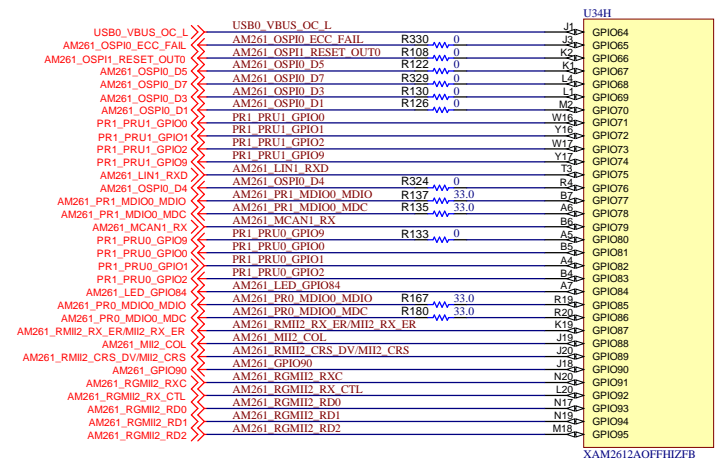 U34H
USB0_VBUS_OC_L USB0_VBUS_OC_L J1 GPIO64
AM261_OSPI0_ECC_FAIL AM261_OSPI0_ECC_FAIL R330 0 J3 GPIO65
AM261_OSPI1_RESET_OUT0 AM261_OSPI1_RESET_OUT0 R108 0 K2 GPIO66
AM261_OSPI0_D5 AM261_OSPI0_D5 R122 0 K1 GPIO67
AM261_OSPI0_D7 AM261_OSPI0_D7 R329 0 L4 GPIO68
AM261_OSPI0_D3 AM261_OSPI0_D3 R130 0 L1 GPIO69
AM261_OSPI0_D1 AM261_OSPI0_D1 R126 0 M2 GPIO70
PR1_PRU1_GPIO0 PR1_PRU1_GPIO0 W16 GPIO71
PR1_PRU1_GPIO1 PR1_PRU1_GPIO1 Y16 GPIO72
PR1_PRU1_GPIO2 PR1_PRU1_GPIO2 W17 GPIO73
PR1_PRU1_GPIO9 PR1_PRU1_GPIO9 Y17 GPIO74
AM261_LIN1_RXD AM261_LIN1_RXD T3 GPIO75
AM261_OSPI0_D4 AM261_OSPI0_D4 R324 0 R4 GPIO76
AM261_PR1_MDIO0_MDIO AM261_PR1_MDIO0_MDIO R137 33.0 B7 GPIO77
AM261_PR1_MDIO0_MDC AM261_PR1_MDIO0_MDC R135 33.0 A6 GPIO78
AM261_MCAN1_RX AM261_MCAN1_RX B6 GPIO79
PR1_PRU0_GPIO9 PR1_PRU0_GPIO9 R133 0 A5 GPIO80
PR1_PRU0_GPIO0 PR1_PRU0_GPIO0 B5 GPIO81
PR1_PRU0_GPIO1 PR1_PRU0_GPIO1 A4 GPIO82
PR1_PRU0_GPIO2 PR1_PRU0_GPIO2 B4 GPIO83
AM261_LED_GPIO84 AM261_LED_GPIO84 A7 GPIO84
AM261_PR0_MDIO0_MDIO AM261_PR0_MDIO0_MDIO R167 33.0 R19 GPIO85
AM261_PR0_MDIO0_MDC AM261_PR0_MDIO0_MDC R180 33.0 R20 GPIO86
AM261_RMII2_RX_ER/MII2_RX_ER AM261_RMII2_RX_ER/MII2_RX_ER K19 GPIO87
AM261_MII2_COL AM261_MII2_COL J19 GPIO88
AM261_RMII2_CRS_DV/MII2_CRS AM261_RMII2_CRS_DV/MII2_CRS J20 GPIO89
AM261_GPIO90 AM261_GPIO90 J18 GPIO90
AM261_RGMII2_RXC AM261_RGMII2_RXC N20 GPIO91
AM261_RGMII2_RX_CTL AM261_RGMII2_RX_CTL L20 GPIO92
AM261_RGMII2_RD0 AM261_RGMII2_RD0 N17 GPIO93
AM261_RGMII2_RD1 AM261_RGMII2_RD1 N19 GPIO94
AM261_RGMII2_RD2 AM261_RGMII2_RD2 M18 GPIO95
XAM2612AOFFHIZFB